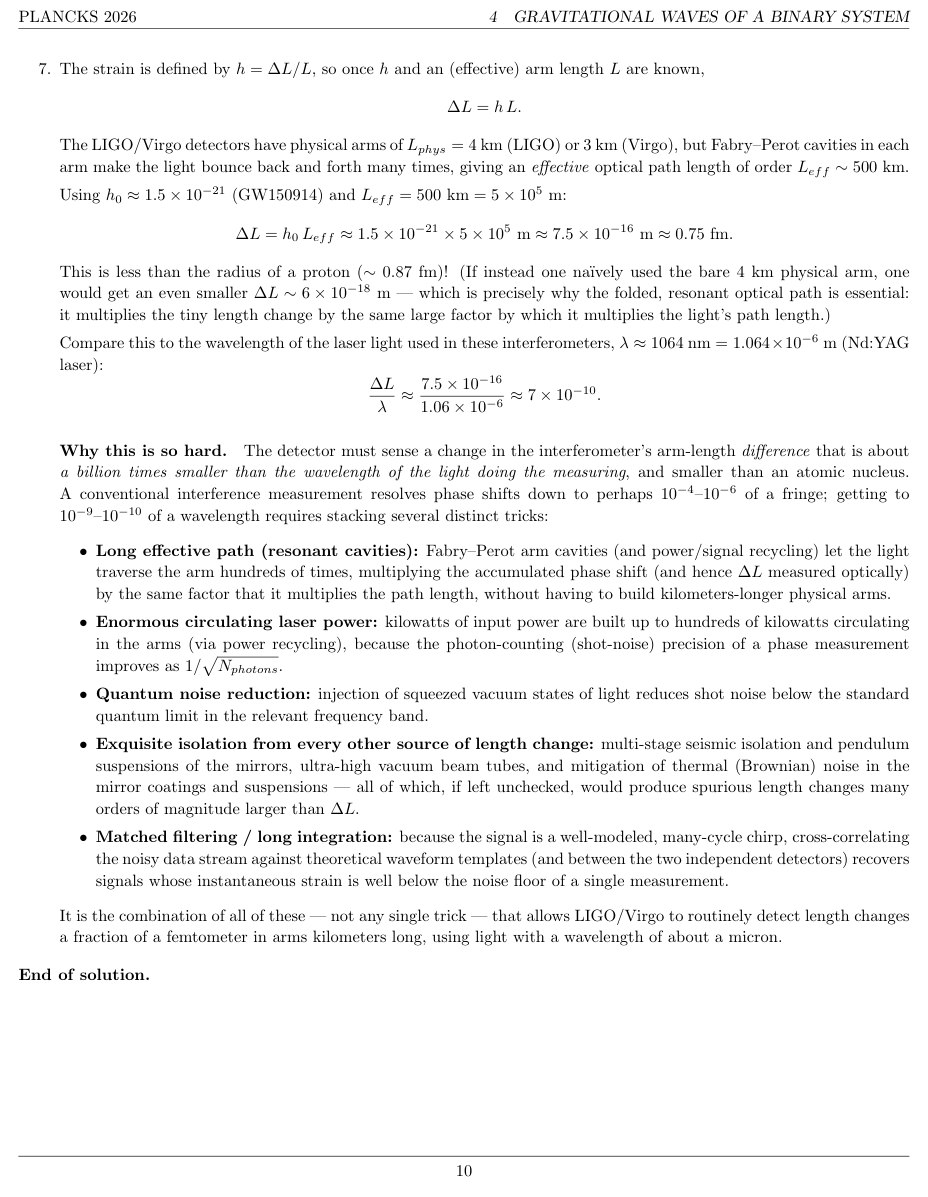 PLANCKS 2026 4 GRAVITATIONAL WAVES OF A BINARY SYSTEM
7. The strain is defined by h = ΔL/L, so once h and an (effective) arm length L are known,
ΔL = h L.
The LIGO/Virgo detectors have physical arms of L_phys = 4 km (LIGO) or 3 km (Virgo), but Fabry–Perot cavities in each
arm make the light bounce back and forth many times, giving an effective optical path length of order L_eff ∼ 500 km.
Using h₀ ≈ 1.5 × 10⁻²¹ (GW150914) and L_eff = 500 km = 5 × 10⁵ m:
ΔL = h₀ L_eff ≈ 1.5 × 10⁻²¹ × 5 × 10⁵ m ≈ 7.5 × 10⁻¹⁶ m ≈ 0.75 fm.
This is less than the radius of a proton (∼ 0.87 fm)! (If instead one naïvely used the bare 4 km physical arm, one
would get an even smaller ΔL ∼ 6 × 10⁻¹⁸ m — which is precisely why the folded, resonant optical path is essential:
it multiplies the tiny length change by the same large factor by which it multiplies the light's path length.)
Compare this to the wavelength of the laser light used in these interferometers, λ ≈ 1064 nm = 1.064×10⁻⁶ m (Nd:YAG
laser):
ΔL/λ ≈ 7.5 × 10⁻¹⁶/1.06 × 10⁻⁶ ≈ 7 × 10⁻¹⁰.
Why this is so hard. The detector must sense a change in the interferometer's arm-length difference that is about
a billion times smaller than the wavelength of the light doing the measuring, and smaller than an atomic nucleus.
A conventional interference measurement resolves phase shifts down to perhaps 10⁻⁴–10⁻⁶ of a fringe; getting to
10⁻⁹–10⁻¹⁰ of a wavelength requires stacking several distinct tricks:
• Long effective path (resonant cavities): Fabry–Perot arm cavities (and power/signal recycling) let the light
traverse the arm hundreds of times, multiplying the accumulated phase shift (and hence ΔL measured optically)
by the same factor that it multiplies the path length, without having to build kilometers-longer physical arms.
• Enormous circulating laser power: kilowatts of input power are built up to hundreds of kilowatts circulating
in the arms (via power recycling), because the photon-counting (shot-noise) precision of a phase measurement
improves as 1/√N_photons.
• Quantum noise reduction: injection of squeezed vacuum states of light reduces shot noise below the standard
quantum limit in the relevant frequency band.
• Exquisite isolation from every other source of length change: multi-stage seismic isolation and pendulum
suspensions of the mirrors, ultra-high vacuum beam tubes, and mitigation of thermal (Brownian) noise in the
mirror coatings and suspensions — all of which, if left unchecked, would produce spurious length changes many
orders of magnitude larger than ΔL.
• Matched filtering / long integration: because the signal is a well-modeled, many-cycle chirp, cross-correlating
the noisy data stream against theoretical waveform templates (and between the two independent detectors) recovers
signals whose instantaneous strain is well below the noise floor of a single measurement.
It is the combination of all of these — not any single trick — that allows LIGO/Virgo to routinely detect length changes
a fraction of a femtometer in arms kilometers long, using light with a wavelength of about a micron.
End of solution.
10